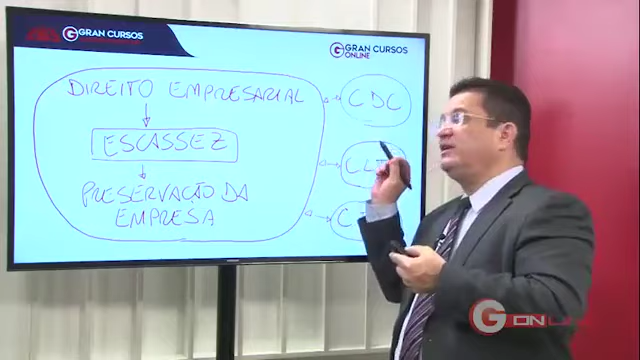 GRAN CURSOS
GRAN CURSOS
ONLINE
DIREITO EMPRESARIAL
CDC
ESCASSEZ
PRESERVAÇÃO DA
EMPRESA